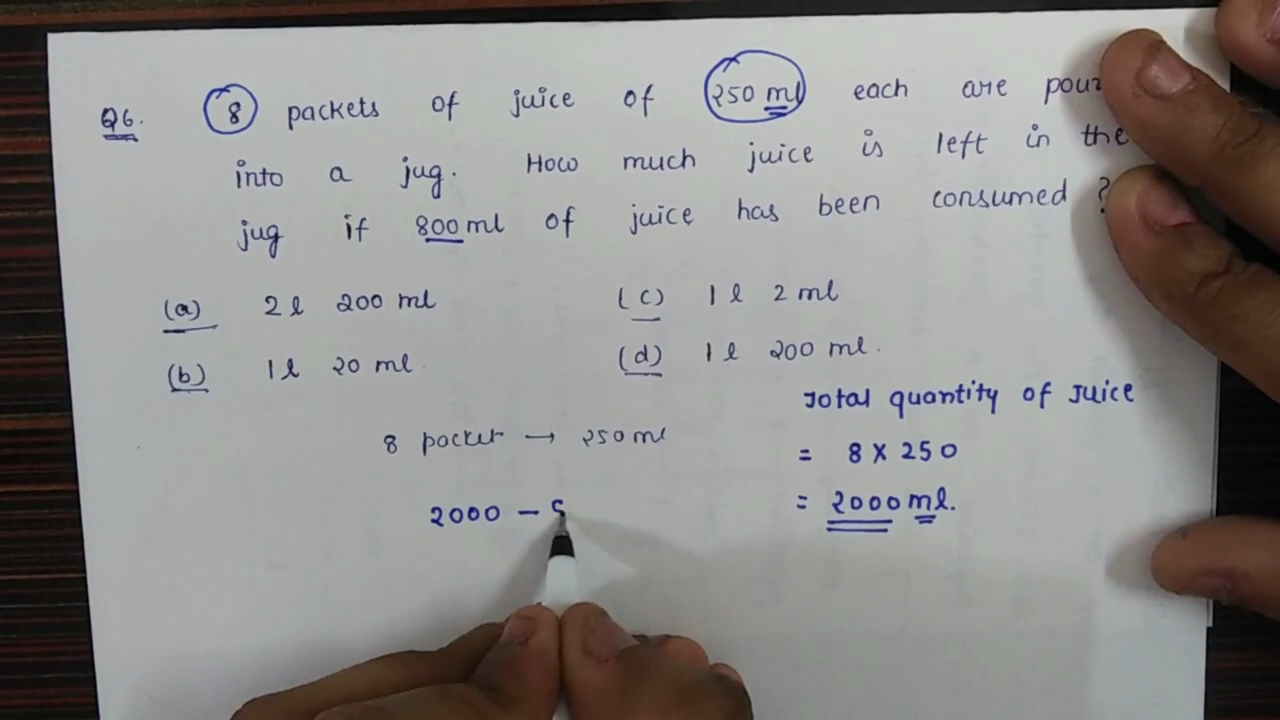 Q6. 8 packets of juice of 250 ml each are pour
into a jug. How much juice is left in the
jug if 800ml of juice has been consumed ?
(a) 2 l 200 ml (c) 1 l 2 ml
(b) 1 l 20 ml. (d) 1 l 200 ml.
Total quantity of Juice
8 packet → 250 ml = 8 X 250
2000 - = 2000 ml.